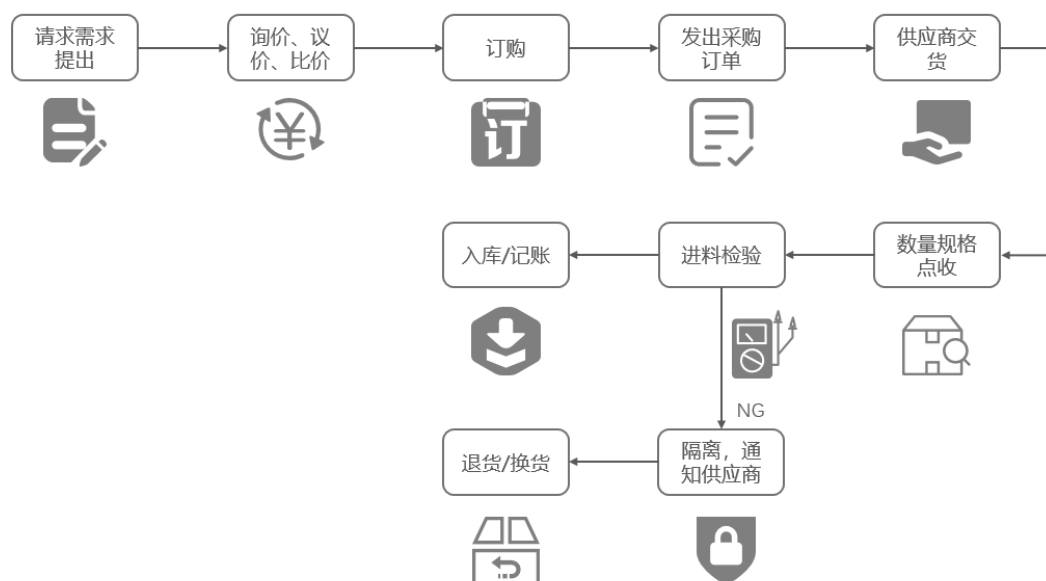 请求需求
提出
询价、议
价、比价
订购
发出采购
订单
供应商交
货
¥
订
入库/记账
进料检验
数量规格
点收
NG
退货/换货
隔离，通
知供应商